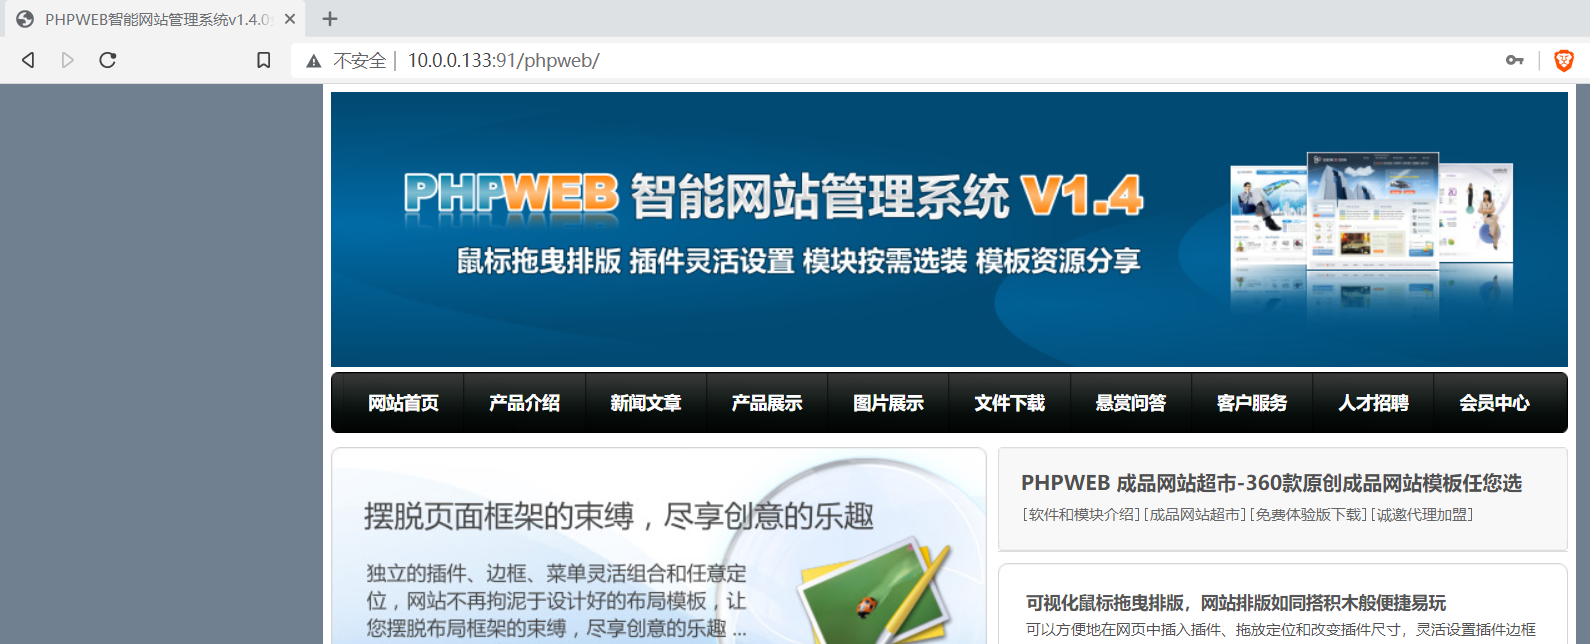 PHPWEB智能网站管理系统v1.4.0
不安全 | 10.0.0.133:91/phpweb/
PHPWEB 智能网站管理系统 V1.4
鼠标拖曳排版 插件灵活设置 模块按需选装 模板资源分享
网站首页 产品介绍 新闻文章 产品展示 图片展示 文件下载 悬赏问答 客户服务 人才招聘 会员中心
摆脱页面框架的束缚，尽享创意的乐趣
独立的插件、边框、菜单灵活组合和任意定
位，网站不再拘泥于设计好的布局模板，让
您摆脱布局框架的束缚，尽享创意的乐趣 ...
PHPWEB 成品网站超市-360款原创成品网站模板任您选
[软件和模块介绍] [成品网站超市] [免费体验版下载] [诚邀代理加盟]
可视化鼠标拖曳排版，网站排版如同搭积木般便捷易玩
可以方便地在网页中插入插件、拖放定位和改变插件尺寸，灵活设置插件边框